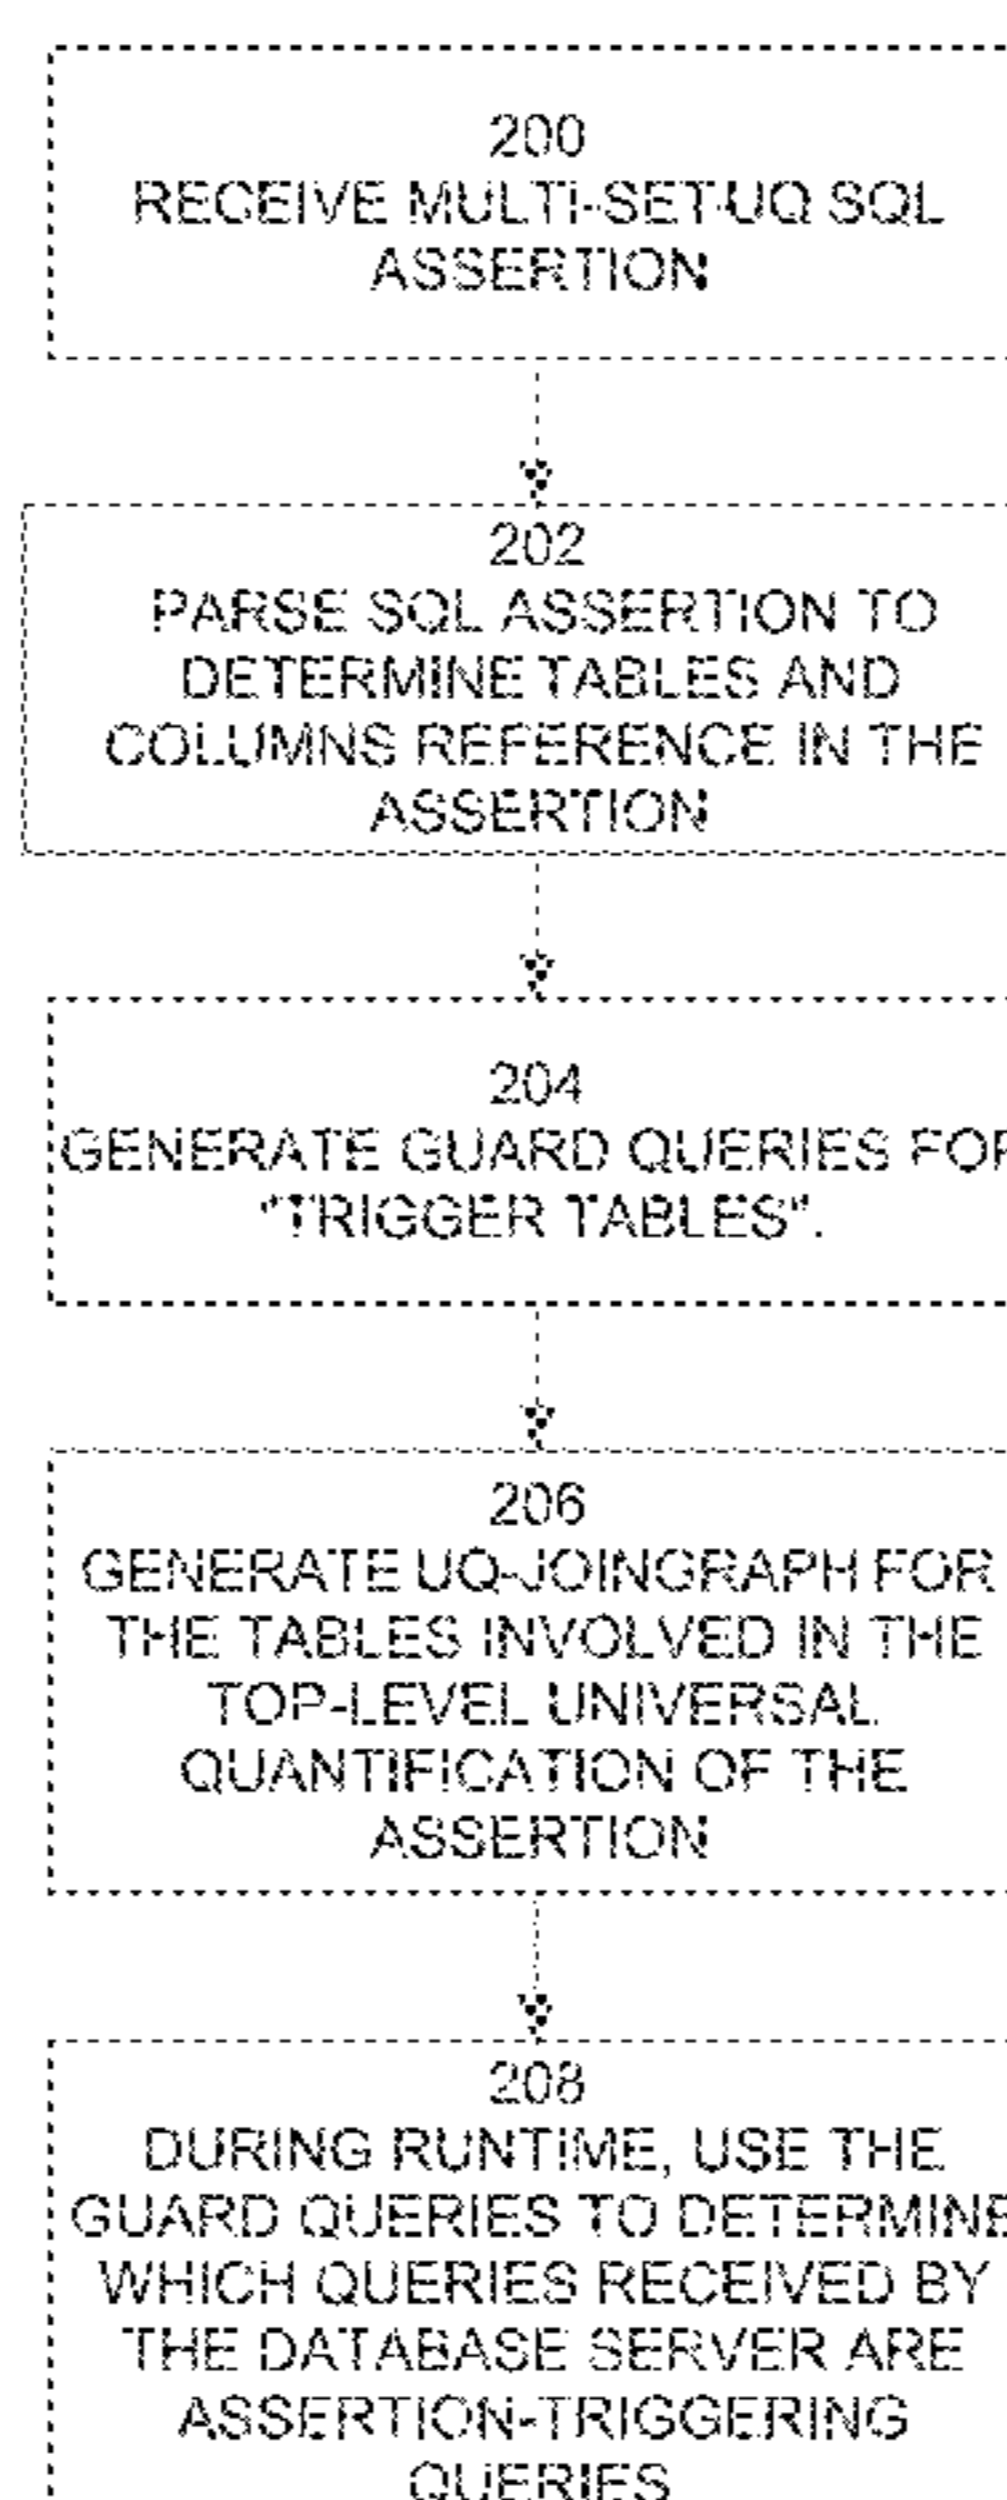 200
RECEIVE MULTI-SET-UQ SQL
ASSERTION
202
PARSE SQL ASSERTION TO
DETERMINE TABLES AND
COLUMNS REFERENCE IN THE
ASSERTION
204
GENERATE GUARD QUERIES FOR
"TRIGGER TABLES".
206
GENERATE UQ-JOINGRAPH FOR
THE TABLES INVOLVED IN THE
TOP-LEVEL UNIVERSAL
QUANTIFICATION OF THE
ASSERTION
208
DURING RUNTIME, USE THE
GUARD QUERIES TO DETERMINE
WHICH QUERIES RECEIVED BY
THE DATABASE SERVER ARE
ASSERTION-TRIGGERING
QUERIES